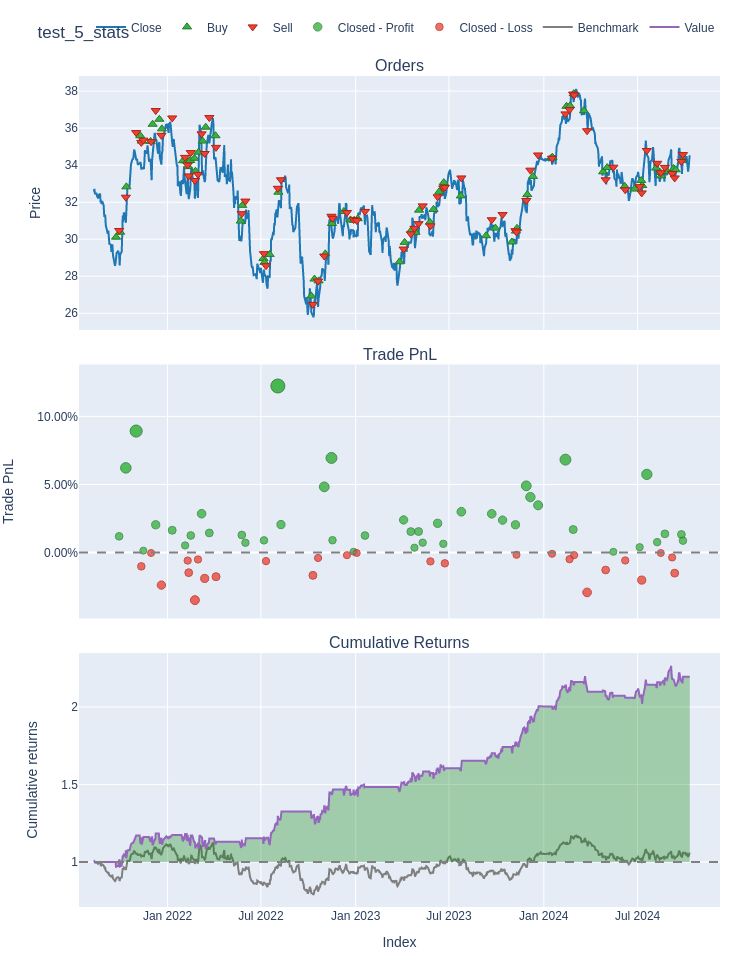 test_5_stats
Close Buy Sell Closed - Profit Closed - Loss Benchmark Value
Orders
38
36
34
32
30
28
26
Price
Trade PnL
10.00%
5.00%
0.00%
Trade PnL
Cumulative Returns
2
1.5
1
Cumulative returns
Jan 2022 Jul 2022 Jan 2023 Jul 2023 Jan 2024 Jul 2024
Index